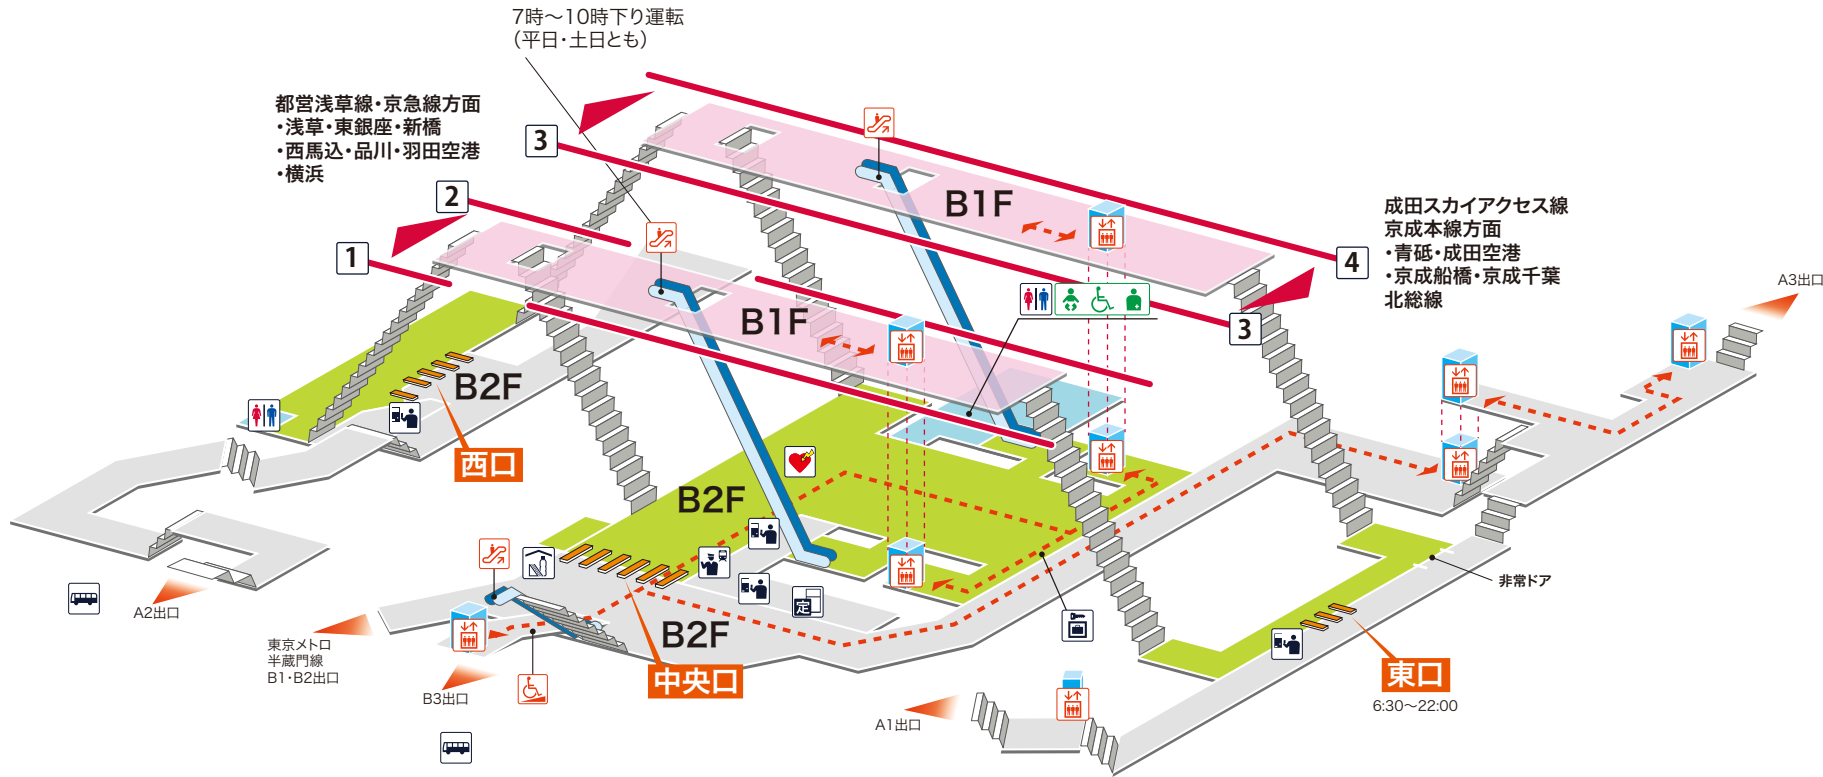 7時～10時下り運転
（平日・土日とも）
都営浅草線・京急線方面
・浅草・東銀座・新橋
・西馬込・品川・羽田空港
・横浜
3
2
1
B1F
4
成田スカイアクセス線
京成本線方面
・青砥・成田空港
・京成船橋・京成千葉
北総線
3
A3出口
B1F
B2F
西口
B2F
非常ドア
定
A2出口
東京メトロ
半蔵門線
B1・B2出口
B2F
中央口
B3出口
東口
6:30～22:00
A1出口